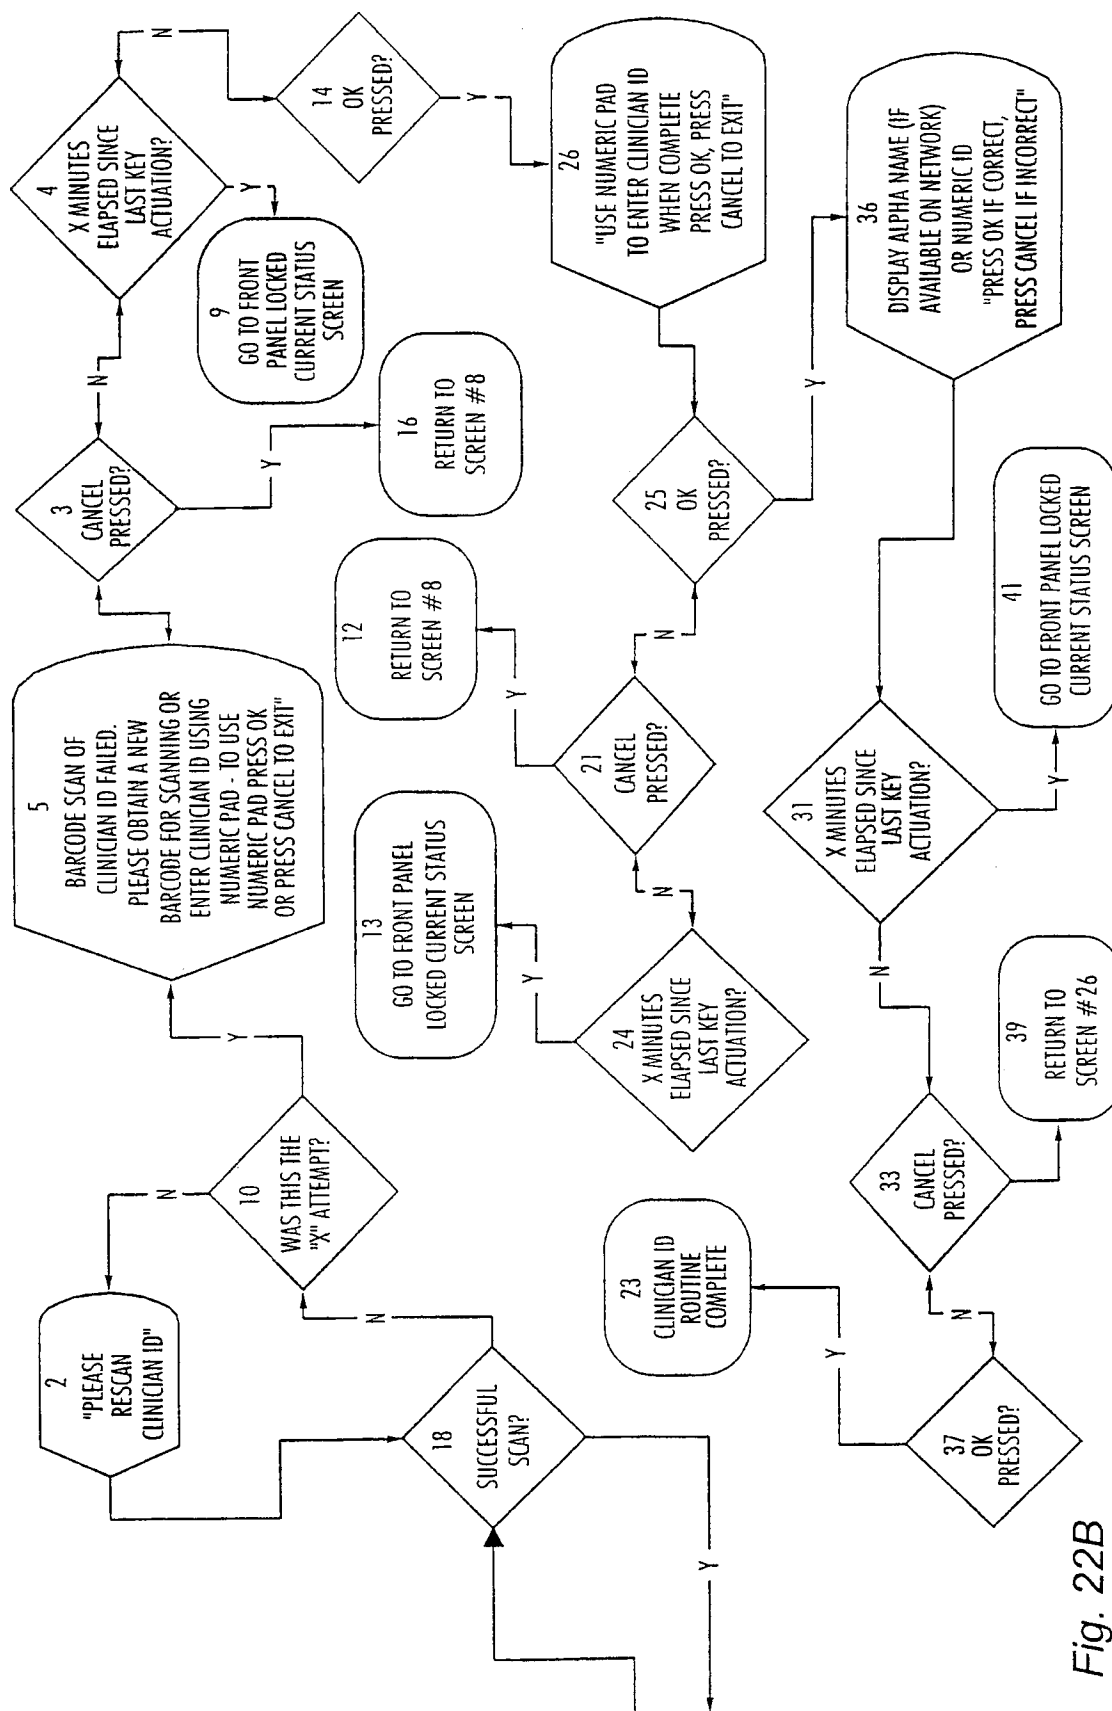 2
"PLEASE
RESCAN
CLINICIAN ID"
N
10
WAS THIS THE
"X" ATTEMPT?
Y
5
BARCODE SCAN OF
CLINICIAN ID FAILED.
PLEASE OBTAIN A NEW
BARCODE FOR SCANNING OR
ENTER CLINICIAN ID USING
NUMERIC PAD - TO USE
NUMERIC PAD PRESS OK
OR PRESS CANCEL TO EXIT"
3
CANCEL
PRESSED?
N
Y
4
X MINUTES
ELAPSED SINCE
LAST KEY
ACTUATION?
N
Y
9
GO TO FRONT
PANEL LOCKED
CURRENT STATUS
SCREEN
16
RETURN TO
SCREEN #8
14
OK
PRESSED?
Y
18
SUCCESSFUL
SCAN?
N
Y
13
GO TO FRONT PANEL
LOCKED CURRENT STATUS
SCREEN
Y
12
RETURN TO
SCREEN #8
Y
24
X MINUTES
ELAPSED SINCE
LAST KEY
ACTUATION?
N
21
CANCEL
PRESSED?
N
25
OK
PRESSED?
Y
26
"USE NUMERIC PAD
TO ENTER CLINICIAN ID
WHEN COMPLETE
PRESS OK, PRESS
CANCEL TO EXIT"
23
CLINICIAN ID
ROUTINE
COMPLETE
Y
37
OK
PRESSED?
N
33
CANCEL
PRESSED?
N
31
X MINUTES
ELAPSED SINCE
LAST KEY
ACTUATION?
Y
36
DISPLAY ALPHA NAME (IF
AVAILABLE ON NETWORK)
OR NUMERIC ID
"PRESS OK IF CORRECT,
PRESS CANCEL IF INCORRECT"
39
RETURN TO
SCREEN #26
41
GO TO FRONT PANEL LOCKED
CURRENT STATUS SCREEN
Fig. 22B